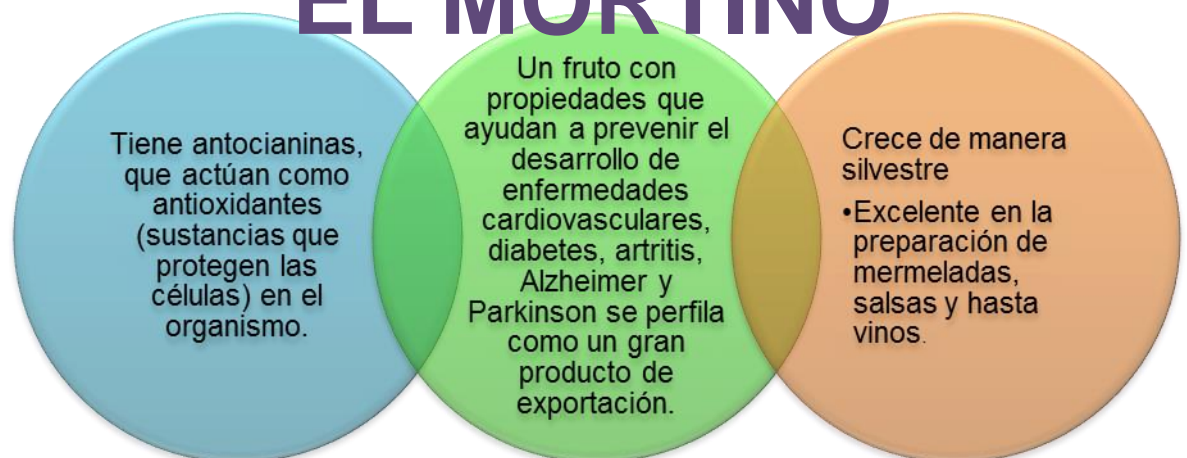 EL MORTIÑO
Tiene antocianinas,
que actúan como
antioxidantes
(sustancias que
protegen las
células) en el
organismo.
Un fruto con
propiedades que
ayudan a prevenir el
desarrollo de
enfermedades
cardiovasculares,
diabetes, artritis,
Alzheimer y
Parkinson se perfila
como un gran
producto de
exportación.
Crece de manera
silvestre
•Excelente en la
preparación de
mermeladas,
salsas y hasta
vinos.